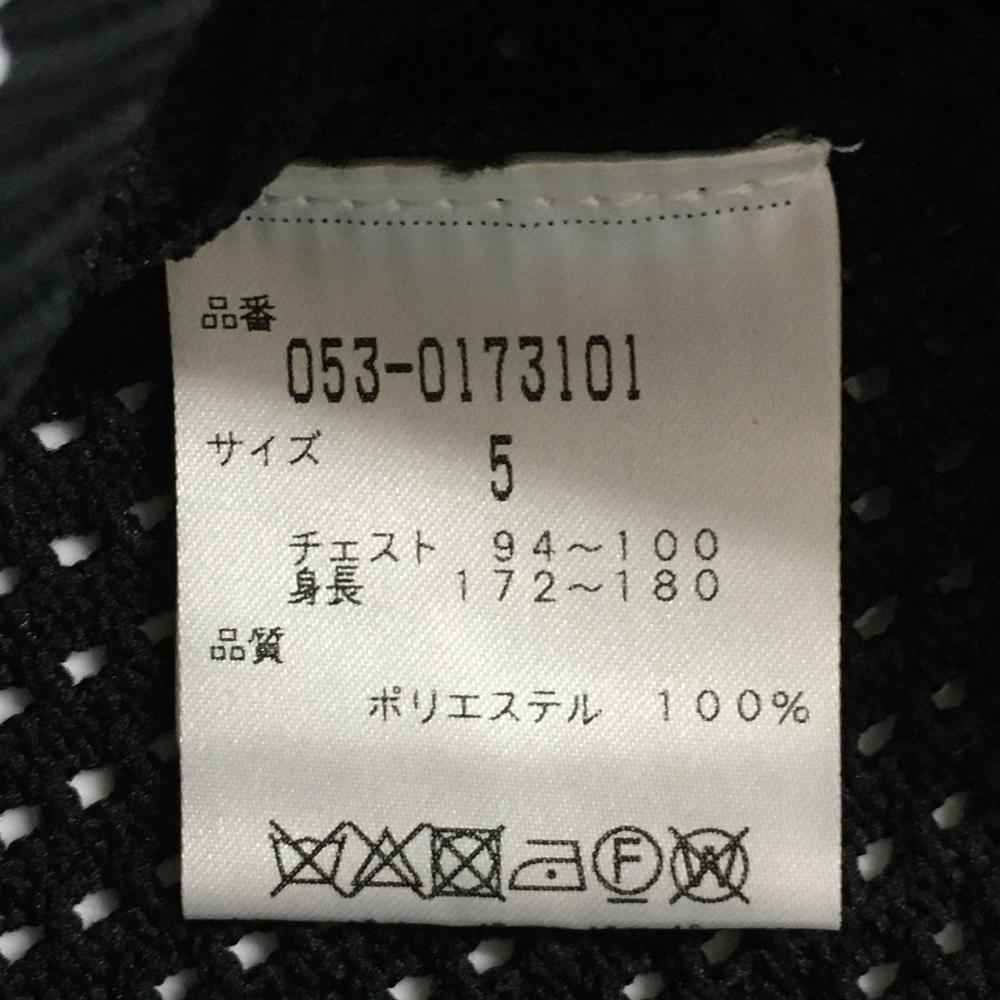 品番
053-0173101
サイズ 5
チェスト 94～100
身長 172～180
品質
ポリエステル 100%
F W